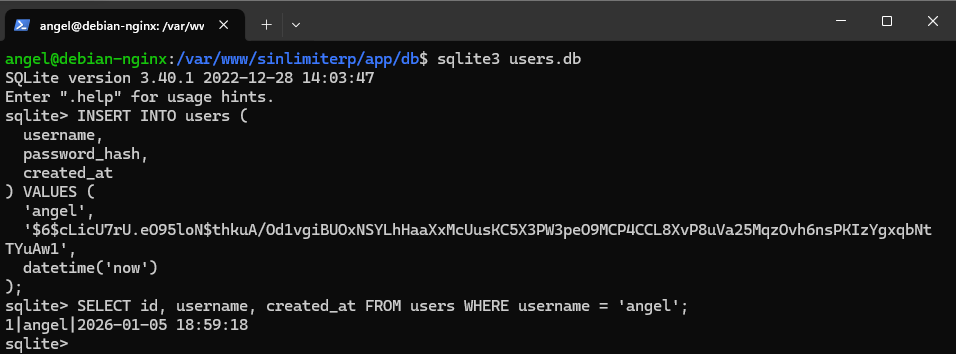 angel@debian-nginx: /var/wv
angel@debian-nginx:/var/www/sinlimiterp/app/db$ sqlite3 users.db
SQLite version 3.40.1 2022-12-28 14:03:47
Enter ".help" for usage hints.
sqlite> INSERT INTO users (
  username,
  password_hash,
  created_at
) VALUES (
  'angel',
  '$6$cLicU7rU.eO95loN$thkuA/Od1vgiBUOxNSYLhHaaXxMcUusKC5X3PW3peO9MCP4CCL8XvP8uVa25MqzOvh6nsPKIzYgxqbNt
TYuAw1',
  datetime('now')
);
sqlite> SELECT id, username, created_at FROM users WHERE username = 'angel';
1|angel|2026-01-05 18:59:18
sqlite>